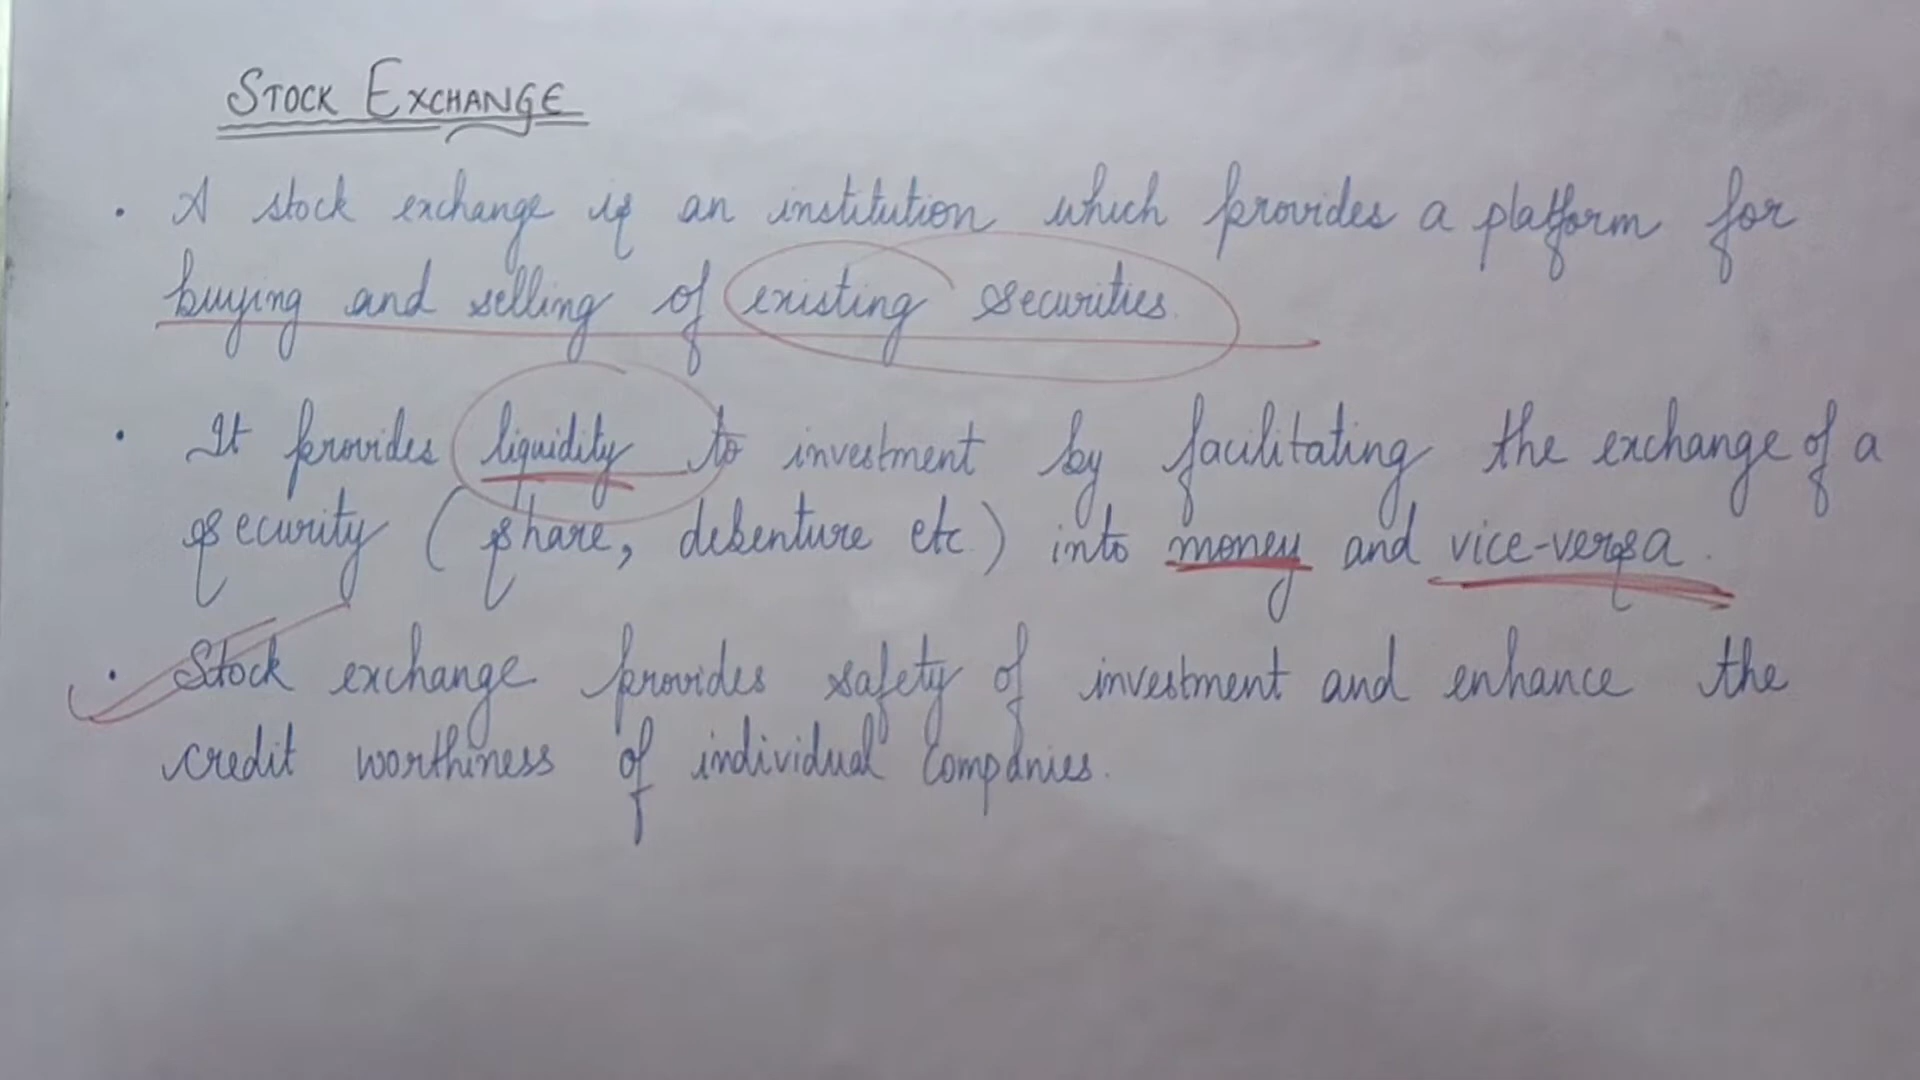 STOCK EXCHANGE
• A stock exchange is an institution which provides a platform for
buying and selling of existing securities.
• It provides liquidity to investment by facilitating the exchange of a
security (share, debenture etc.) into money and vice-versa.
• Stock exchange provides safety of investment and enhance the
credit worthiness of individual companies.